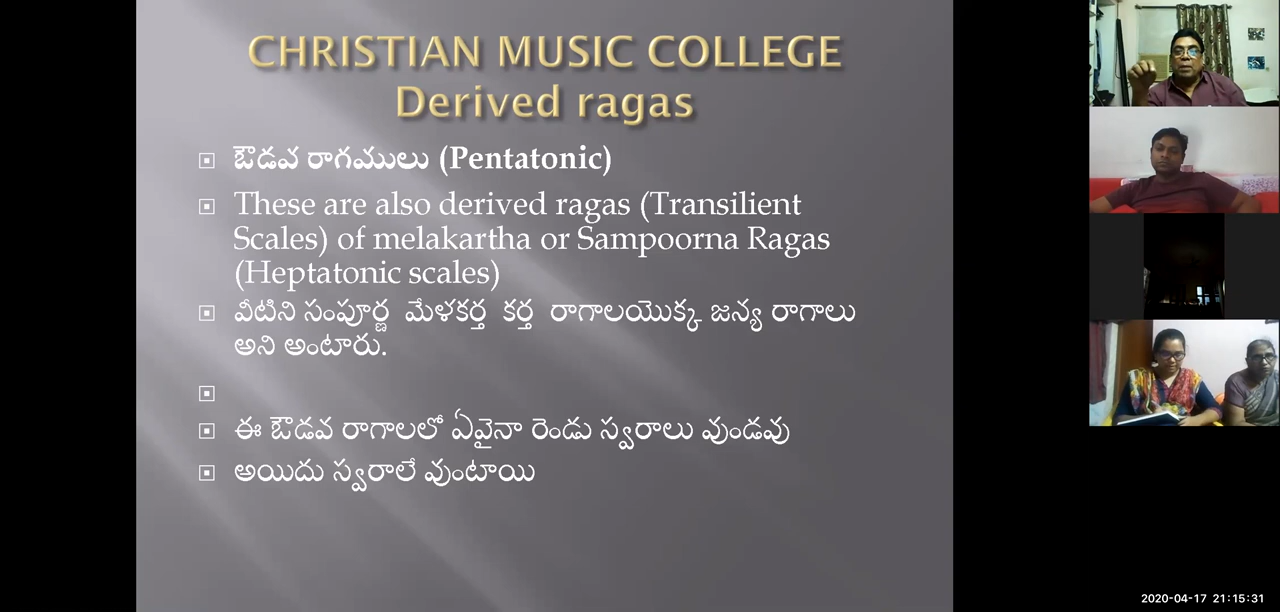 CHRISTIAN MUSIC COLLEGE
Derived ragas
ఔడవ రాగములు (Pentatonic)
These are also derived ragas (Transilient
Scales) of melakartha or Sampoorna Ragas
(Heptatonic scales)
వీటిని సంపూర్ణ మేళకర్త కర్త రాగాలయొక్క జన్య రాగాలు
అని అంటారు.
ఈ ఔడవ రాగాలలో ఏవైనా రెండు స్వరాలు వుండవు
అయిదు స్వరాలే వుంటాయి
2020-04-17 21:15:31